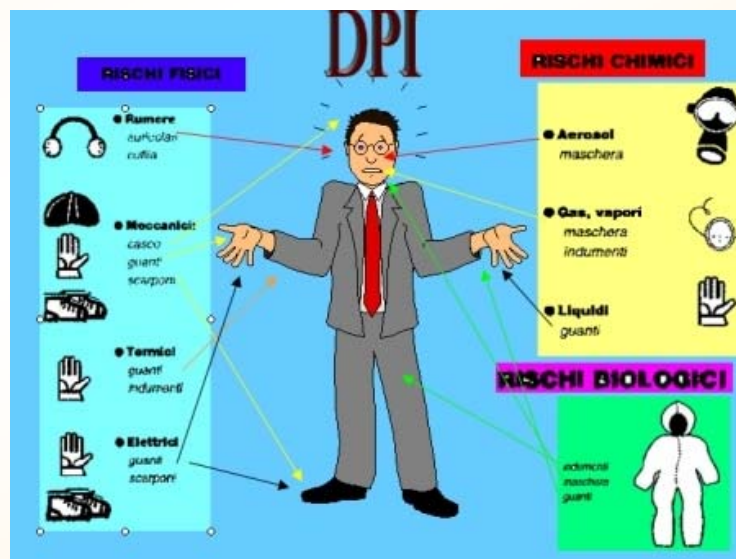 DPI
RISCHI FISICI
Rumore
auricolari
cuffia
Meccanici:
casco
guanti
scarponi
Termici
guanti
indumenti
Elettrici
guanti
scarponi
RISCHI CHIMICI
Aerosol
maschera
Gas, vapori
maschera
indumenti
Liquidi
guanti
RISCHI BIOLOGICI
indumenti
maschera
guanti